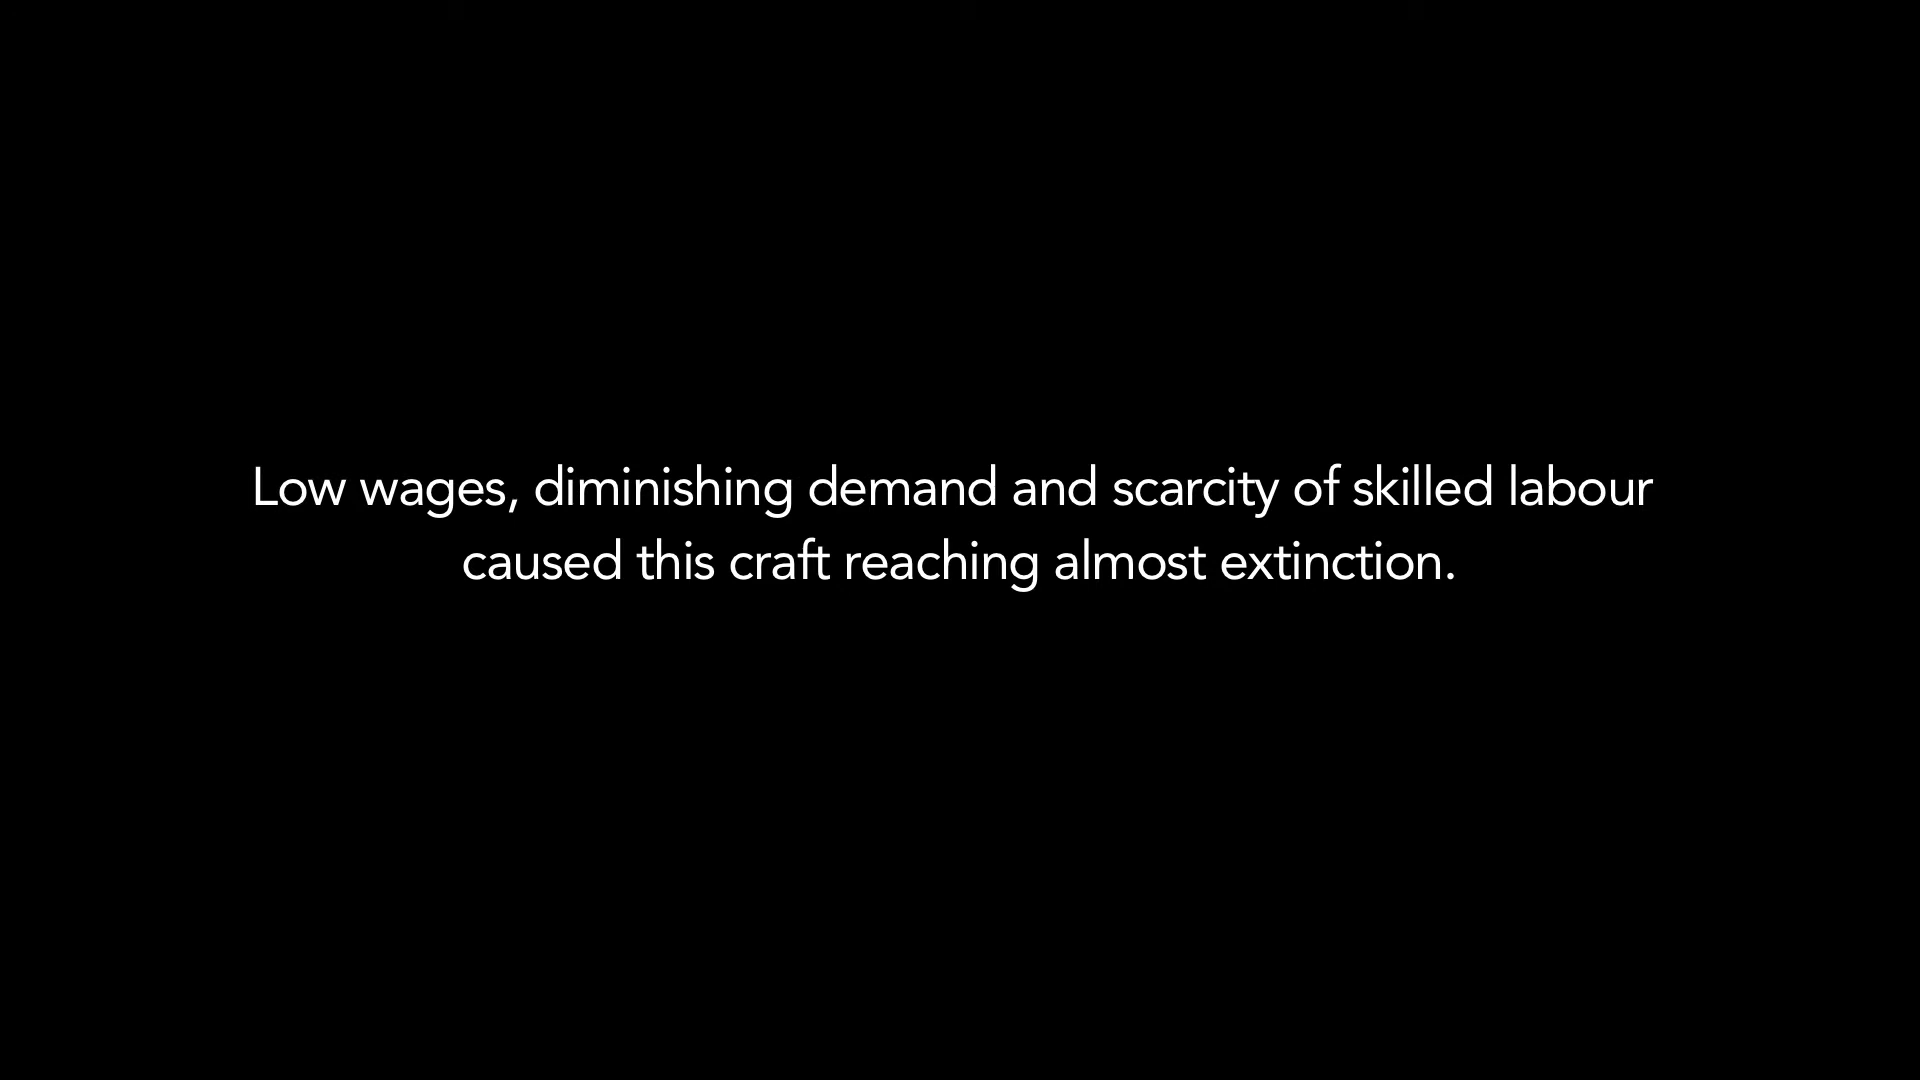 Low wages, diminishing demand and scarcity of skilled labour
caused this craft reaching almost extinction.